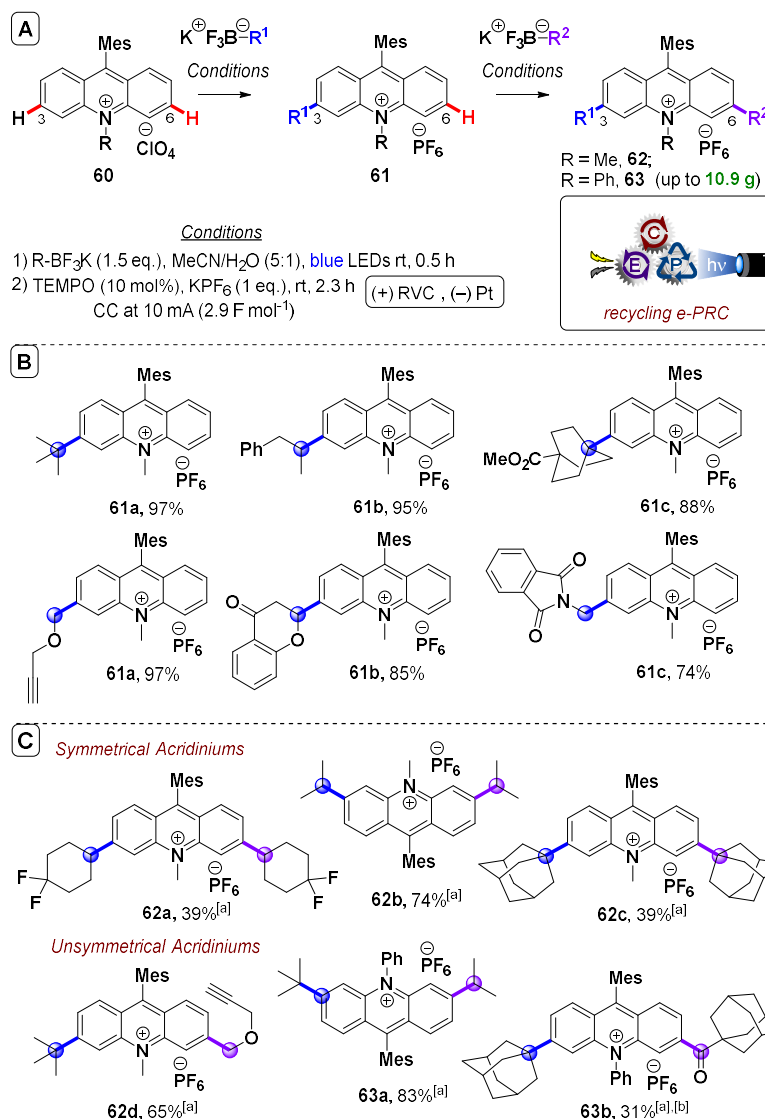 A
K⊕ F3B⊖–R1
Conditions
K⊕ F3B⊖–R2
Conditions
Mes
H 3 N⊕ 6 H
R ⊖ClO4
60
Mes
R1 3 N⊕ 6 H
R ⊖PF6
61
Mes
R1 3 N⊕ 6 R2
R ⊖PF6
R = Me, 62;
R = Ph, 63 (up to 10.9 g)
Conditions
1) R-BF3K (1.5 eq.), MeCN/H2O (5:1), blue LEDs rt, 0.5 h
2) TEMPO (10 mol%), KPF6 (1 eq.), rt, 2.3 h
CC at 10 mA (2.9 F mol-1)
(+) RVC , (–) Pt
C
E P hν
recycling e-PRC
B
Mes
N⊕
⊖PF6
61a, 97%
Mes
Ph
N⊕
⊖PF6
61b, 95%
Mes
MeO2C
N⊕
⊖PF6
61c, 88%
Mes
N⊕
O
⊖PF6
61a, 97%
Mes
O
N⊕
O
⊖PF6
61b, 85%
Mes
O
N
O
N⊕
⊖PF6
61c, 74%
C
Symmetrical Acridiniums
Mes
N⊕
⊖PF6
F
F
F
F
62a, 39%[a]
⊖PF6
N⊕
Mes
62b, 74%[a]
Mes
N⊕
⊖PF6
62c, 39%[a]
Unsymmetrical Acridiniums
Mes
N⊕
O
⊖PF6
62d, 65%[a]
Ph
⊖PF6
N⊕
Mes
63a, 83%[a]
Mes
N⊕
Ph
O
⊖PF6
63b, 31%[a],[b]